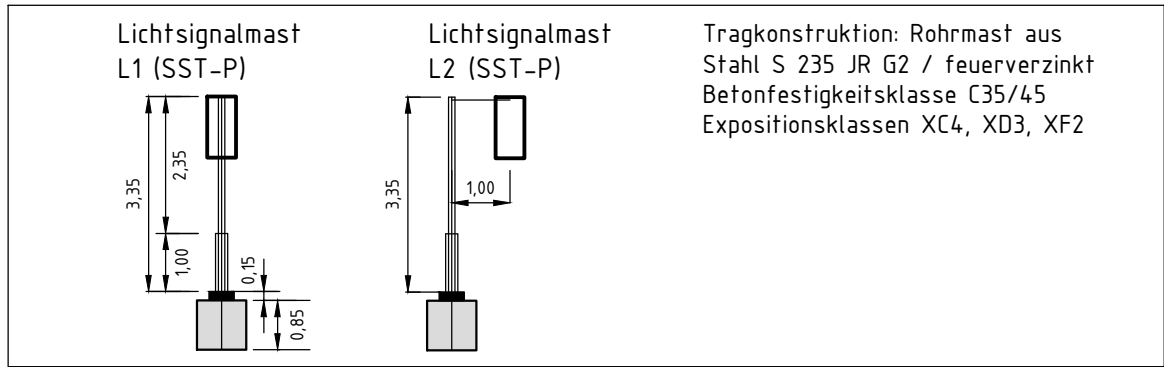 Lichtsignalmast
L1 (SST-P)
Lichtsignalmast
L2 (SST-P)
Tragkonstruktion: Rohrmast aus
Stahl S 235 JR G2 / feuerverzinkt
Betonfestigkeitsklasse C35/45
Expositionsklassen XC4, XD3, XF2
3,35
2,35
1,00
0,15
0,85
3,35
1,00